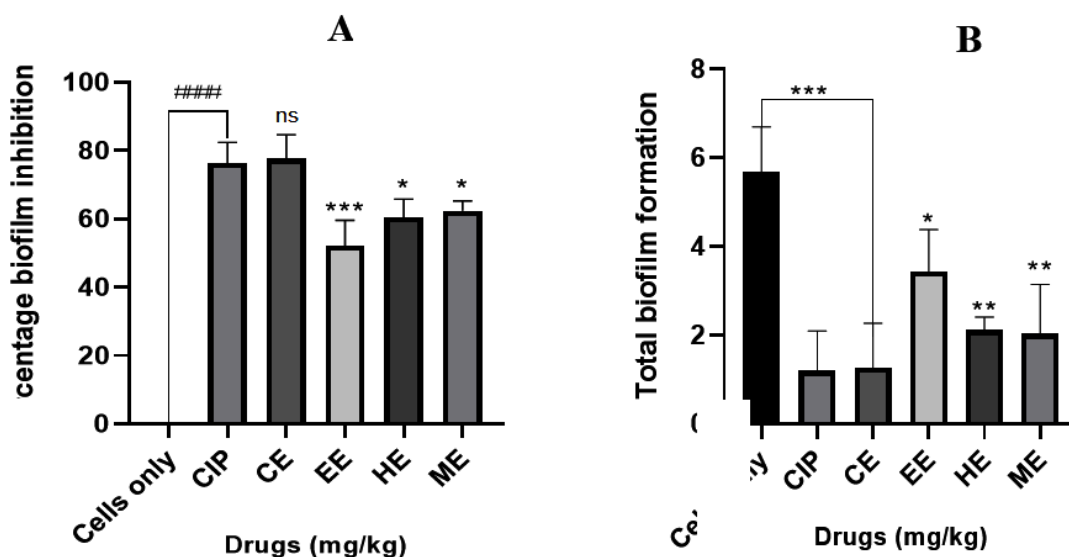 A
centage biofilm inhibition
100
80
60
40
20
0
####
ns
***
*
*
Cells only
CIP
CE
EE
HE
ME
Drugs (mg/kg)
B
Total biofilm formation
8
6
4
2
***
*
**
**
CIP
CE
EE
HE
ME
Drugs (mg/kg)